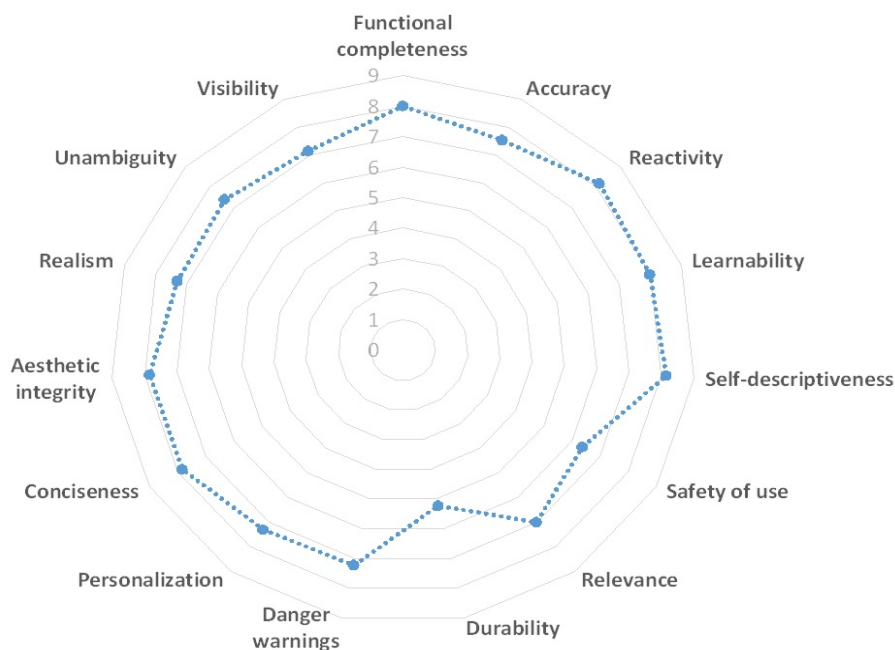 Functional
completeness
Visibility
Accuracy
Unambiguity
Reactivity
Realism
Learnability
Aesthetic
integrity
Self-descriptiveness
Conciseness
Safety of use
Personalization
Relevance
Danger
warnings
Durability
9
8
7
6
5
4
3
2
1
0